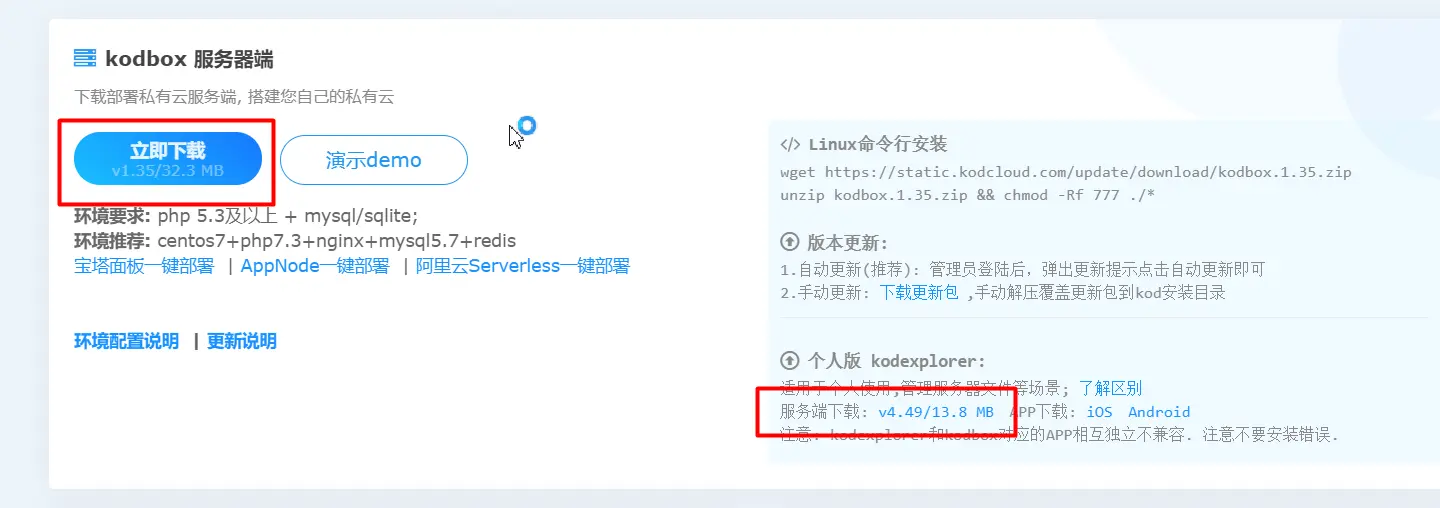 kodbox 服务器端
下载部署私有云服务端, 搭建您自己的私有云
立即下载
v1.35/32.3 MB
演示demo
环境要求: php 5.3及以上 + mysql/sqlite;
环境推荐: centos7+php7.3+nginx+mysql5.7+redis
宝塔面板一键部署 | AppNode一键部署 | 阿里云Serverless一键部署
环境配置说明 | 更新说明
</> Linux命令行安装
wget https://static.kodcloud.com/update/download/kodbox.1.35.zip
unzip kodbox.1.35.zip && chmod -Rf 777 ./*
版本更新:
1.自动更新(推荐): 管理员登陆后, 弹出更新提示点击自动更新即可
2.手动更新: 下载更新包 ,手动解压覆盖更新包到kod安装目录
个人版 kodexplorer:
适用于个人使用,管理服务器文件等场景; 了解区别
服务端下载: v4.49/13.8 MB APP下载: iOS Android
注意: kodexplorer和kodbox对应的APP相互独立不兼容. 注意不要安装错误.